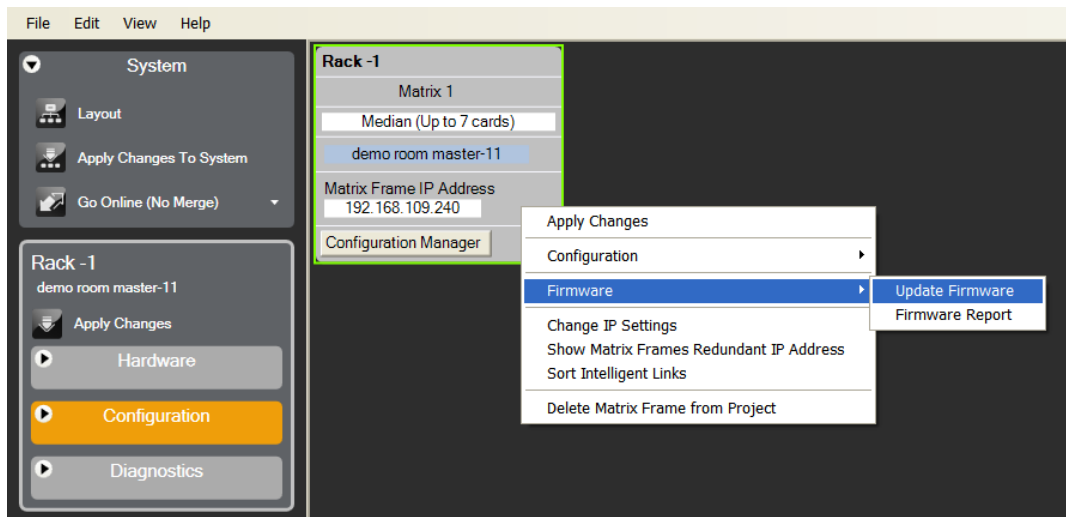 File Edit View Help
System
Layout
Apply Changes To System
Go Online (No Merge)
Rack -1
demo room master-11
Apply Changes
Hardware
Configuration
Diagnostics
Rack -1
Matrix 1
Median (Up to 7 cards)
demo room master-11
Matrix Frame IP Address
192.168.109.240
Configuration Manager
Apply Changes
Configuration
Firmware
Change IP Settings
Show Matrix Frames Redundant IP Address
Sort Intelligent Links
Delete Matrix Frame from Project
Update Firmware
Firmware Report